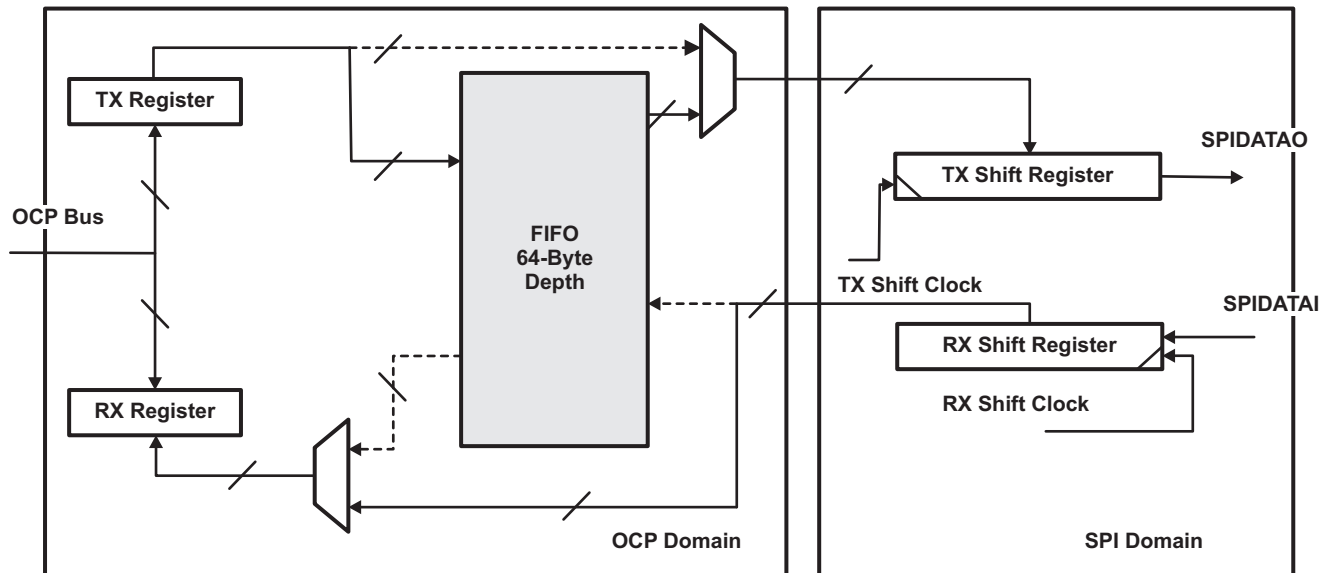 TX Register
SPIDATAO
TX Shift Register
OCP Bus
FIFO
64-Byte
Depth
TX Shift Clock
SPIDATAI
RX Shift Register
RX Register
RX Shift Clock
OCP Domain
SPI Domain